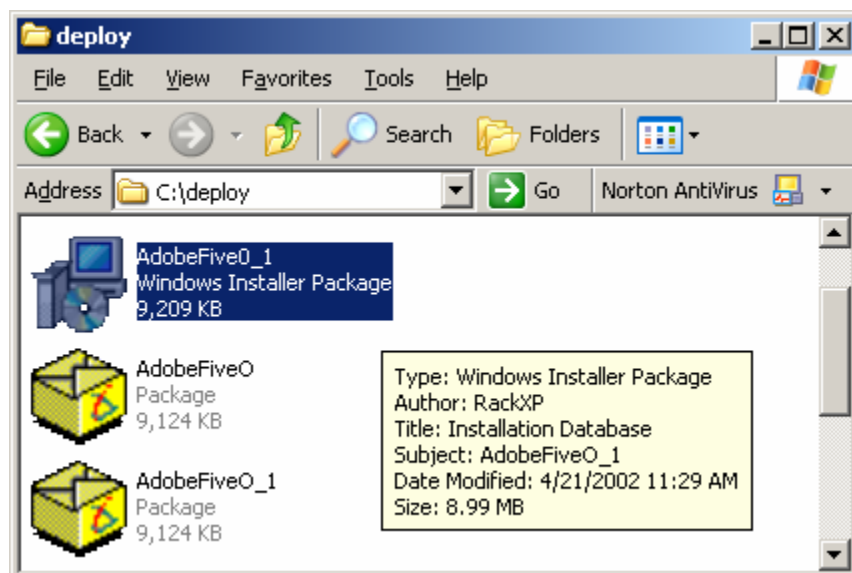 deploy
File Edit View Favorites Tools Help
Back Search Folders
Address C:\deploy Go Norton AntiVirus
AdobeFive0_1
Windows Installer Package
9,209 KB
AdobeFiveO
Package
9,124 KB
AdobeFiveO_1
Package
9,124 KB
Type: Windows Installer Package
Author: RackXP
Title: Installation Database
Subject: AdobeFiveO_1
Date Modified: 4/21/2002 11:29 AM
Size: 8.99 MB